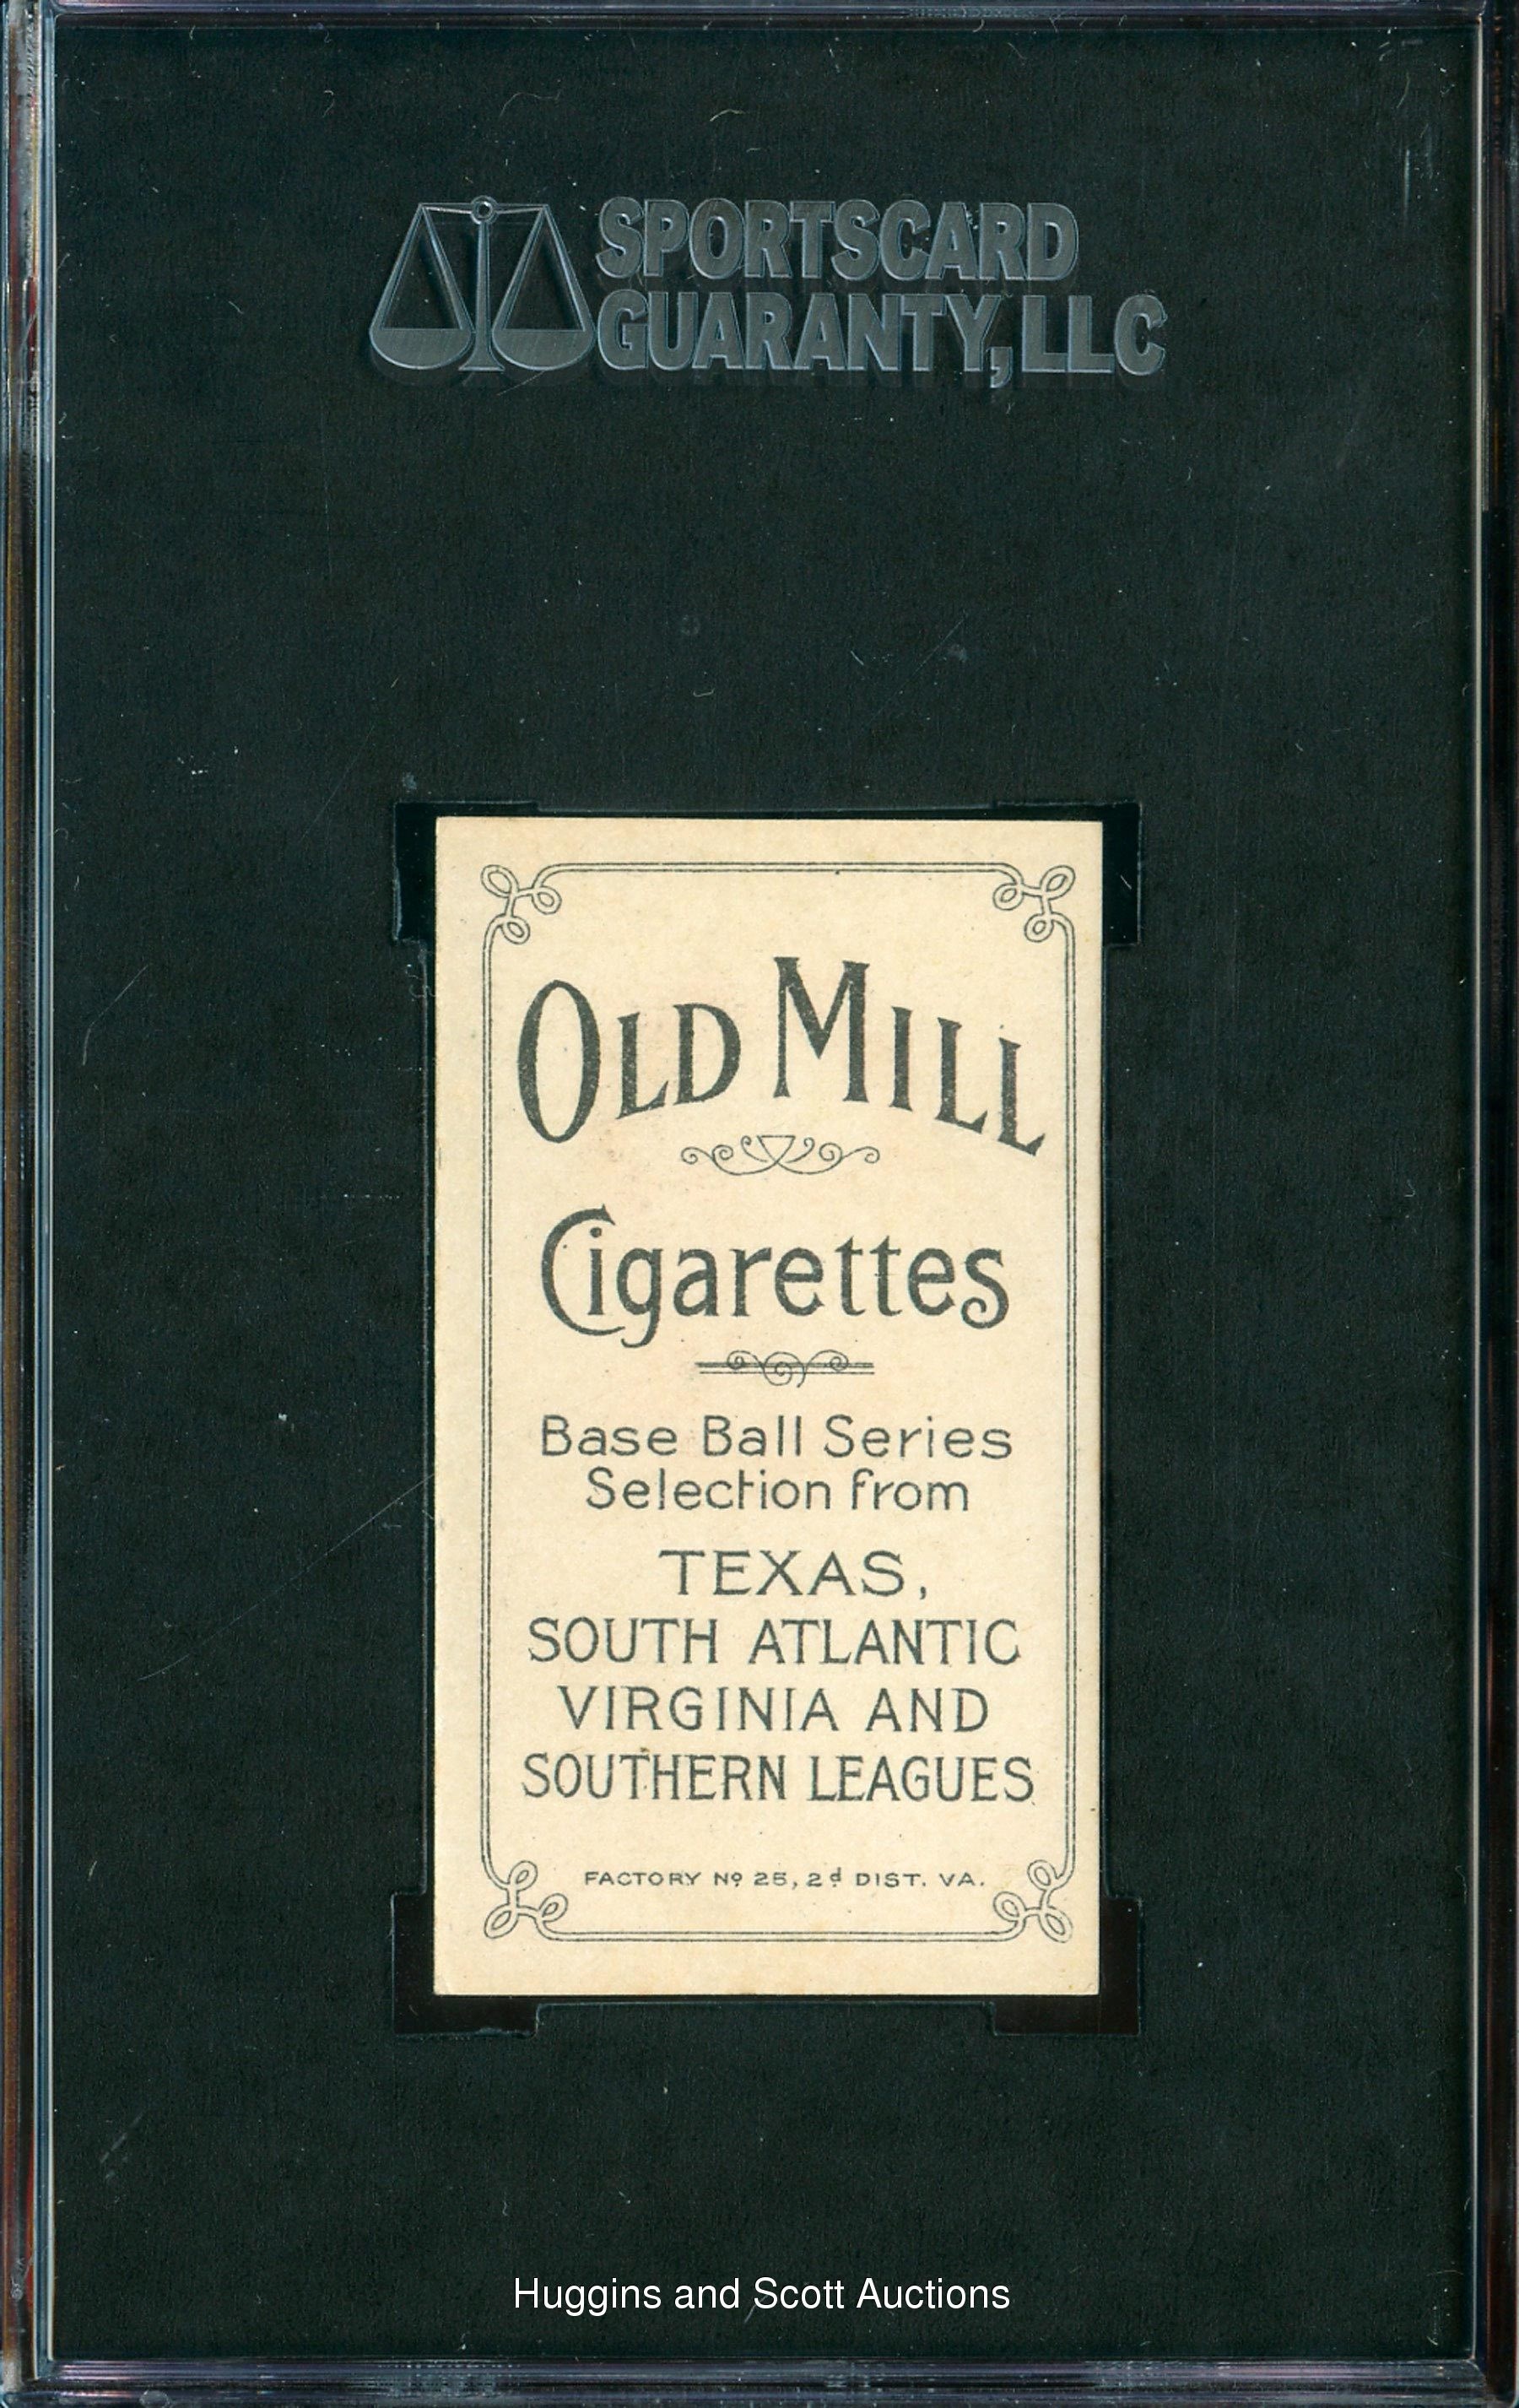 SPORTSCARD
GUARANTY, LLC
OLD MILL
Cigarettes
Base Ball Series
Selection from
TEXAS,
SOUTH ATLANTIC
VIRGINIA AND
SOUTHERN LEAGUES
FACTORY Nº 25, 2d DIST. VA.
Huggins and Scott Auctions